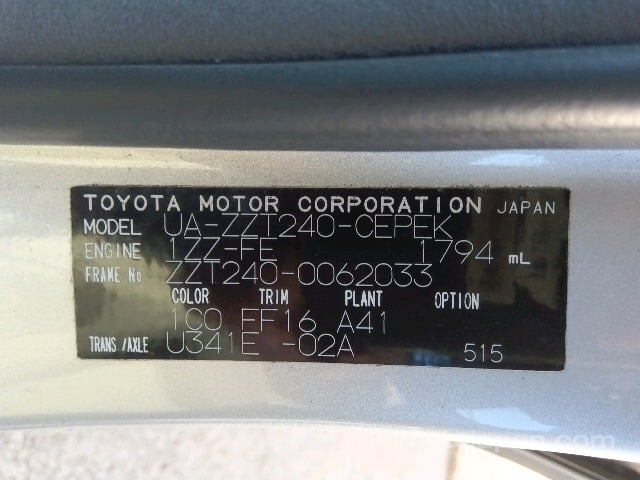 TOYOTA MOTOR CORPORATION JAPAN
MODEL UA-ZZT240-CEPEK
ENGINE 1ZZ-FE 1794 mL
FRAME No ZZT240-0062033
COLOR TRIM PLANT OPTION
1C0 FF16 A41
TRANS/AXLE U341E -02A 515